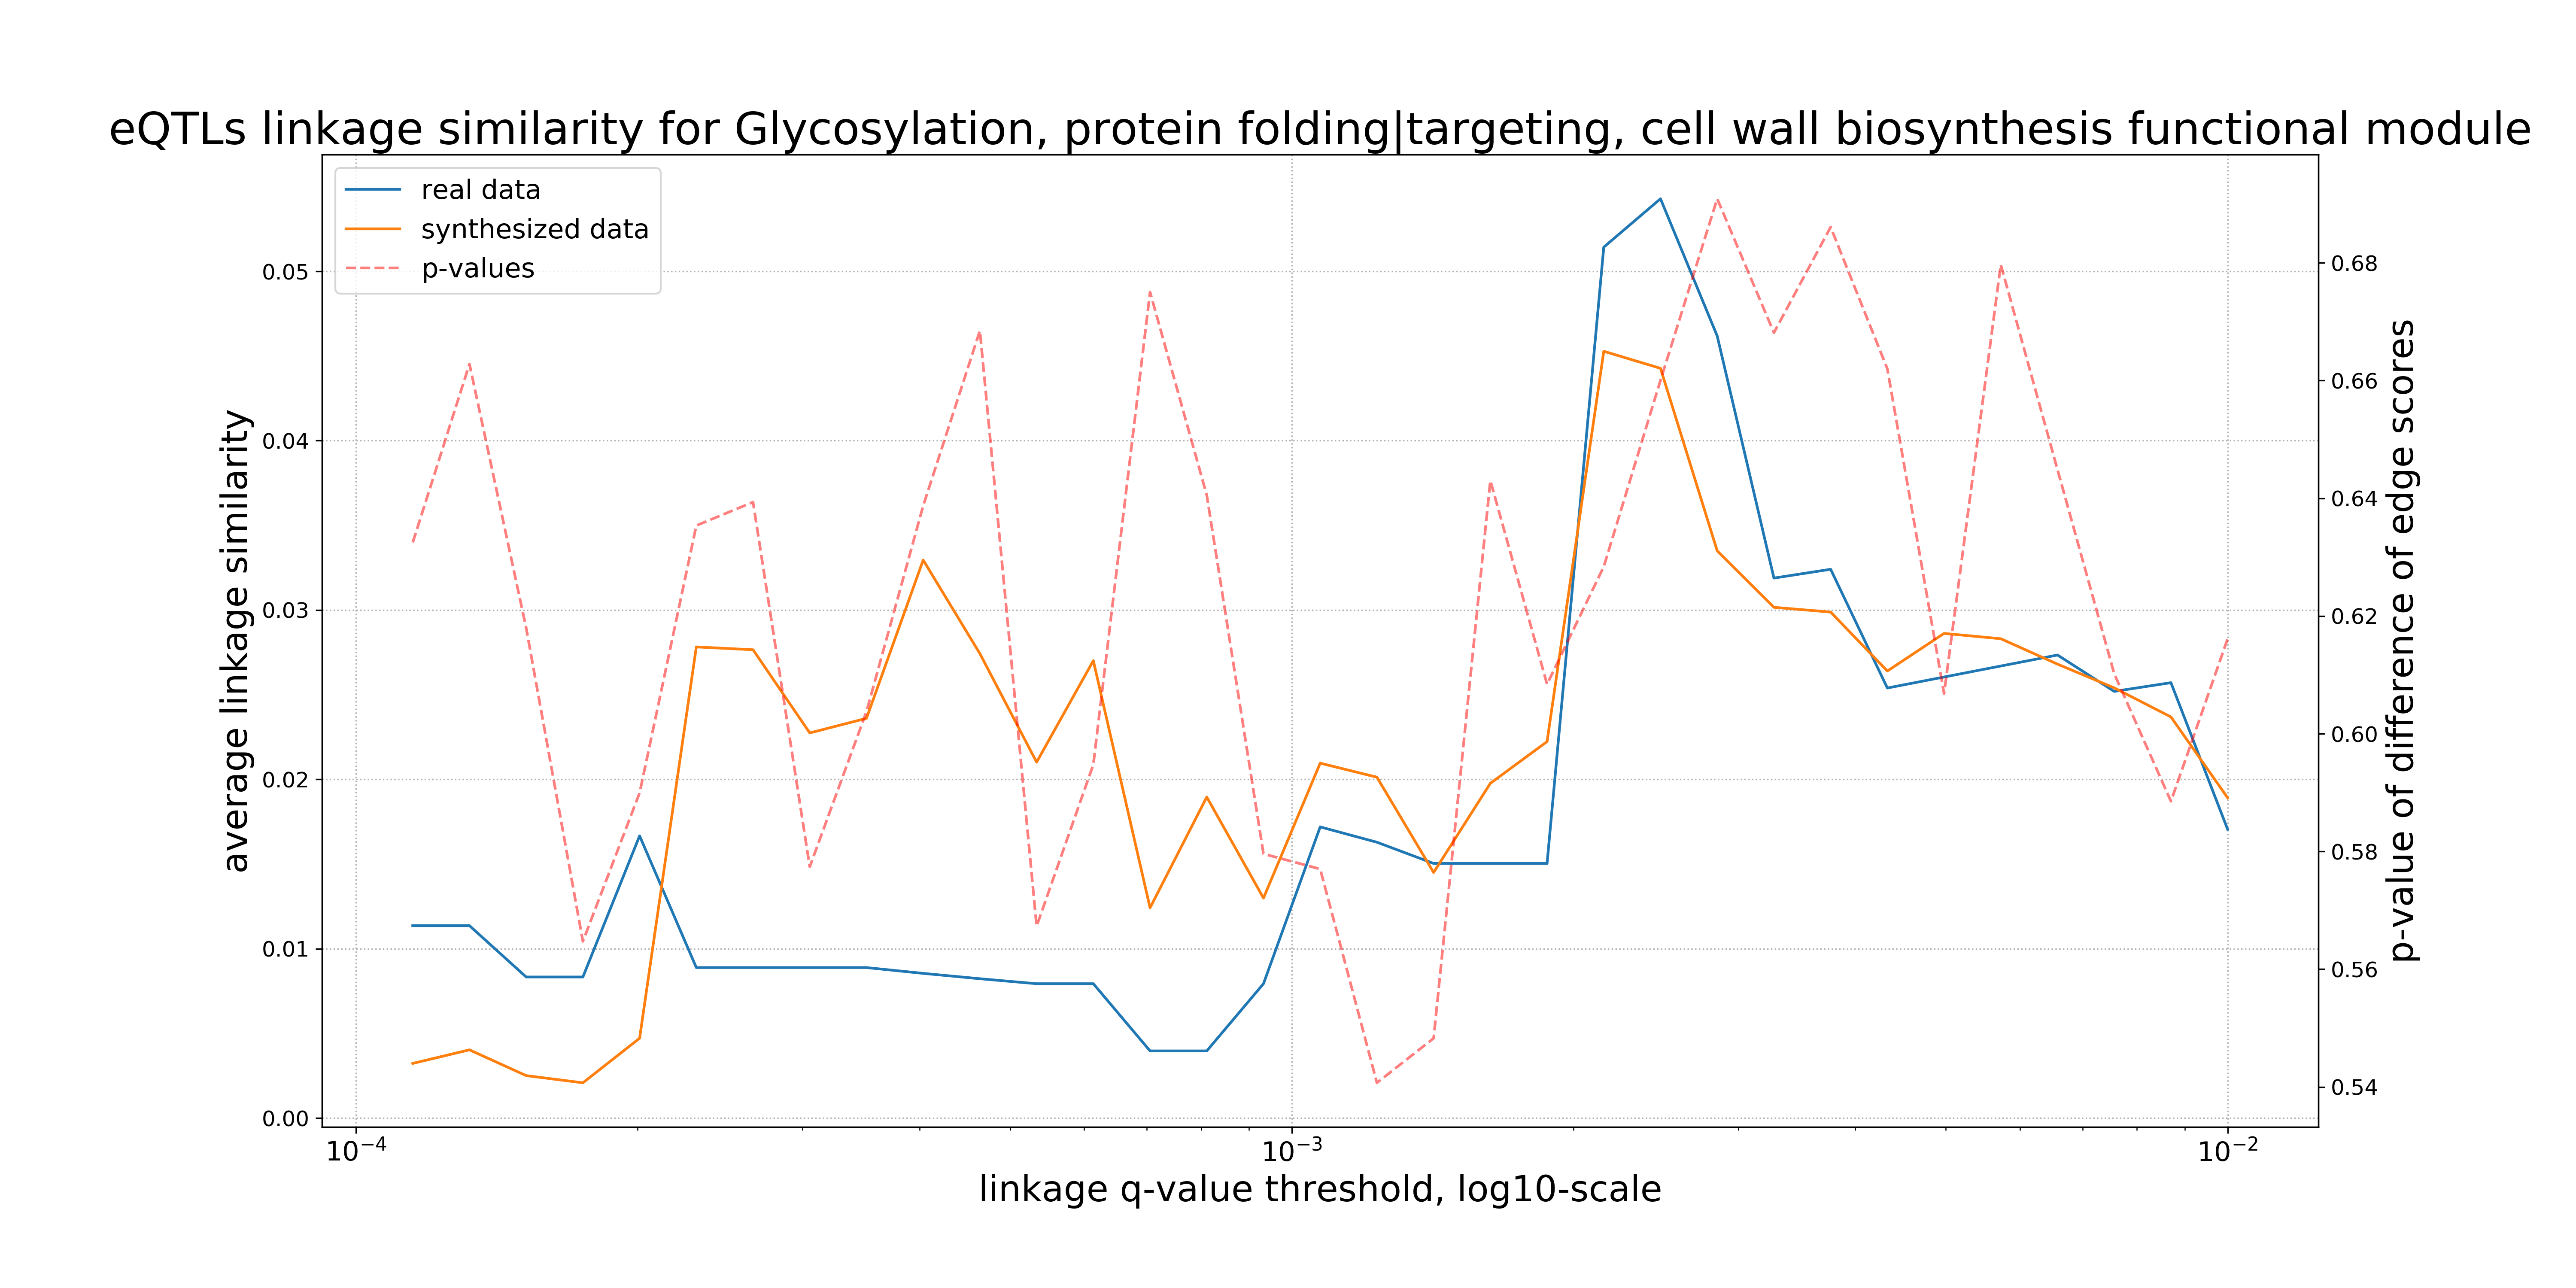 eQTLs linkage similarity for Glycosylation, protein folding|targeting, cell wall biosynthesis functional module
real data
synthesized data
p-values
average linkage similarity
0.05
0.04
0.03
0.02
0.01
0.00
0.68
0.66
0.64
0.62
0.60
0.58
0.56
0.54
p-value of difference of edge scores
10⁻⁴
10⁻³
10⁻²
linkage q-value threshold, log10-scale